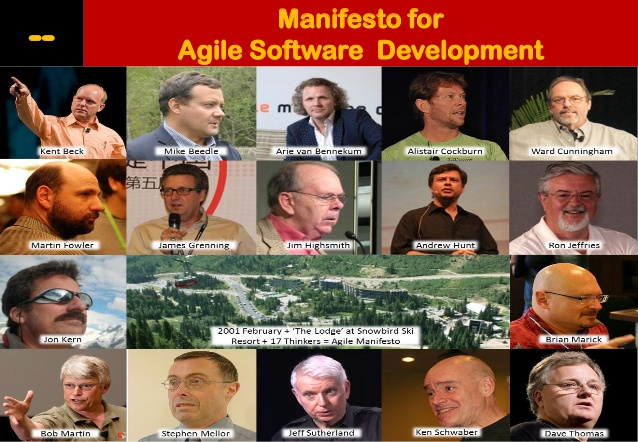 --
Manifesto for
Agile Software Development
Kent Beck
Mike Beedle
Arie van Bennekum
Alistair Cockburn
Ward Cunningham
Martin Fowler
James Grenning
Jim Highsmith
Andrew Hunt
Ron Jeffries
第五
Jon Kern
2001 February + ‘The Lodge’ at Snowbird Ski
Resort + 17 Thinkers = Agile Manifesto
Brian Marick
Bob Martin
Stephen Mellor
Jeff Sutherland
Ken Schwaber
Dave Thomas